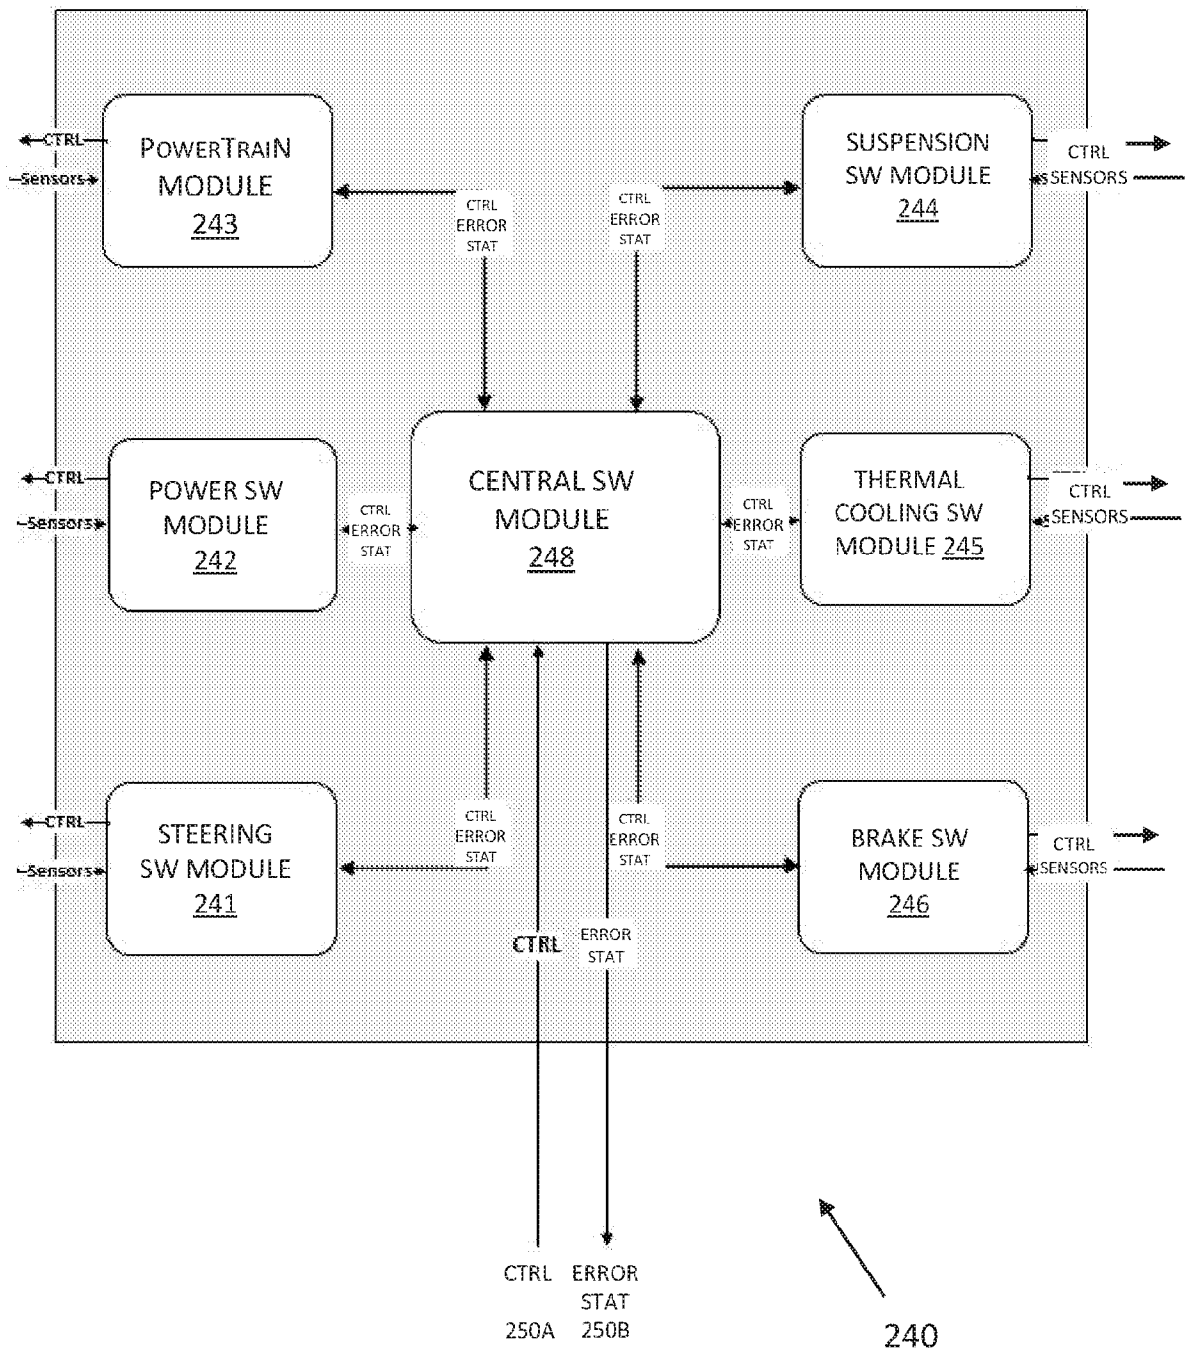 POWERTRAIN
MODULE
243
CTRL
Sensors
SUSPENSION
SW MODULE
244
CTRL
SENSORS
CTRL
ERROR
STAT
CTRL
ERROR
STAT
POWER SW
MODULE
242
CTRL
Sensors
CTRL
ERROR
STAT
CENTRAL SW
MODULE
248
CTRL
ERROR
STAT
THERMAL
COOLING SW
MODULE 245
CTRL
SENSORS
STEERING
SW MODULE
241
CTRL
Sensors
CTRL
ERROR
STAT
CTRL
ERROR
STAT
BRAKE SW
MODULE
246
CTRL
SENSORS
CTRL
ERROR
STAT
CTRL
250A
ERROR
STAT
250B
240